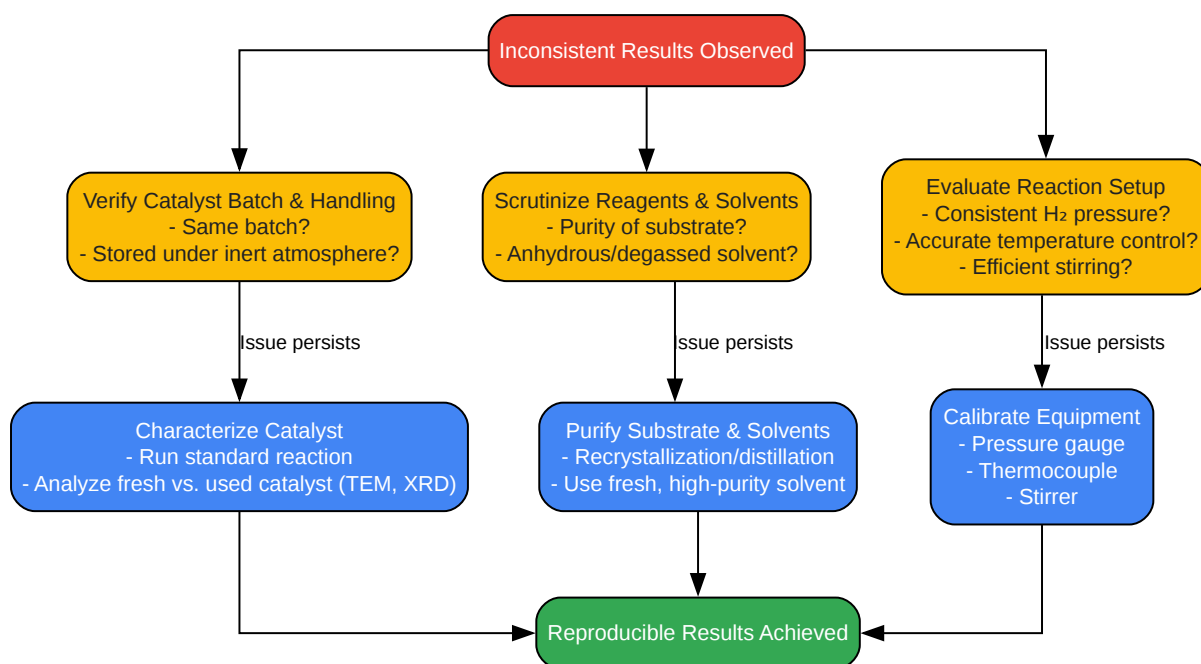 Inconsistent Results Observed
Verify Catalyst Batch & Handling
- Same batch?
- Stored under inert atmosphere?
Scrutinize Reagents & Solvents
- Purity of substrate?
- Anhydrous/degassed solvent?
Evaluate Reaction Setup
- Consistent H₂ pressure?
- Accurate temperature control?
- Efficient stirring?
Issue persists
Issue persists
Issue persists
Characterize Catalyst
- Run standard reaction
- Analyze fresh vs. used catalyst (TEM, XRD)
Purify Substrate & Solvents
- Recrystallization/distillation
- Use fresh, high-purity solvent
Calibrate Equipment
- Pressure gauge
- Thermocouple
- Stirrer
Reproducible Results Achieved